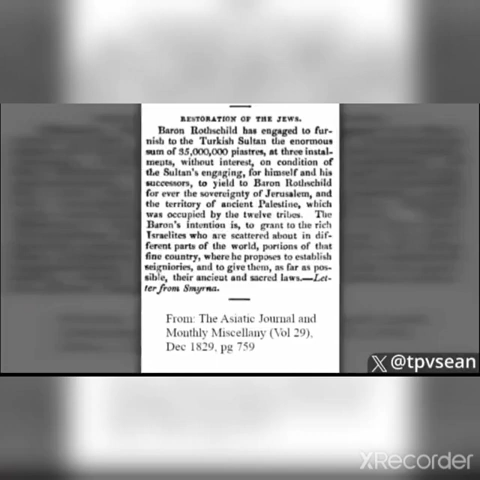 RESTORATION OF THE JEWS.
Baron Rothschild has engaged to fur-
nish to the Turkish Sultan the enormous
sum of 35,000,000 piastres, at three instal-
ments, without interest, on condition of
the Sultan's engaging, for himself and his
successors, to yield to Baron Rothschild
for ever the sovereignty of Jerusalem, and
the territory of ancient Palestine, which
was occupied by the twelve tribes. The
Baron's intention is, to grant to the rich
Israelites who are scattered about in dif-
ferent parts of the world, portions of that
fine country, where he proposes to establish
seigniories, and to give them, as far as pos-
sible, their ancient and sacred laws.—Let-
ter from Smyrna.
From: The Asiatic Journal and
Monthly Miscellany (Vol 29),
Dec 1829, pg 759
X @tpvsean
XRecorder